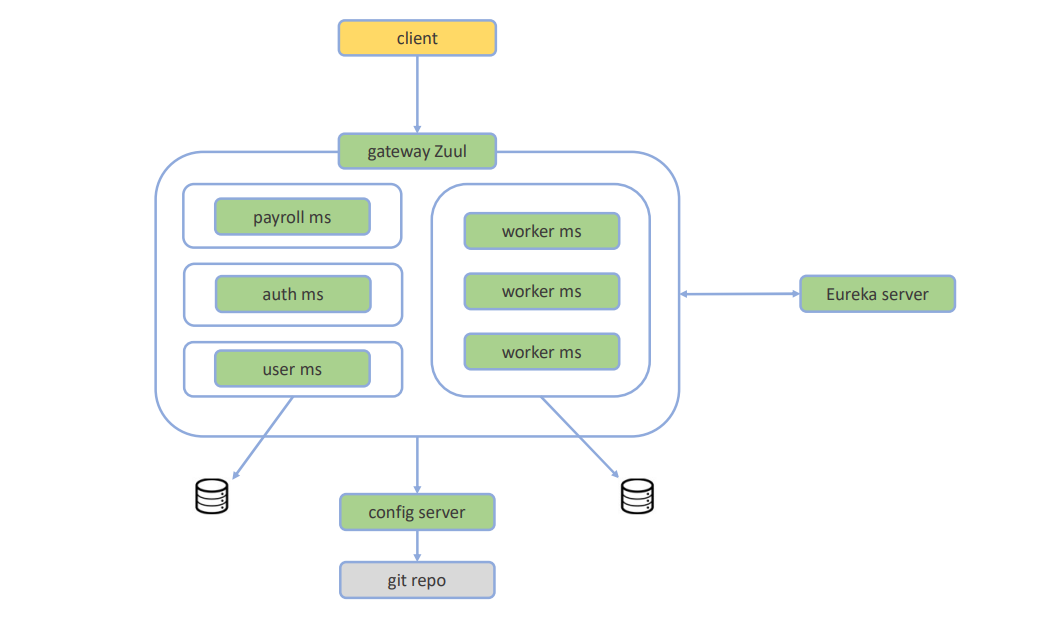 client
gateway Zuul
payroll ms
auth ms
user ms
worker ms
worker ms
worker ms
Eureka server
config server
git repo